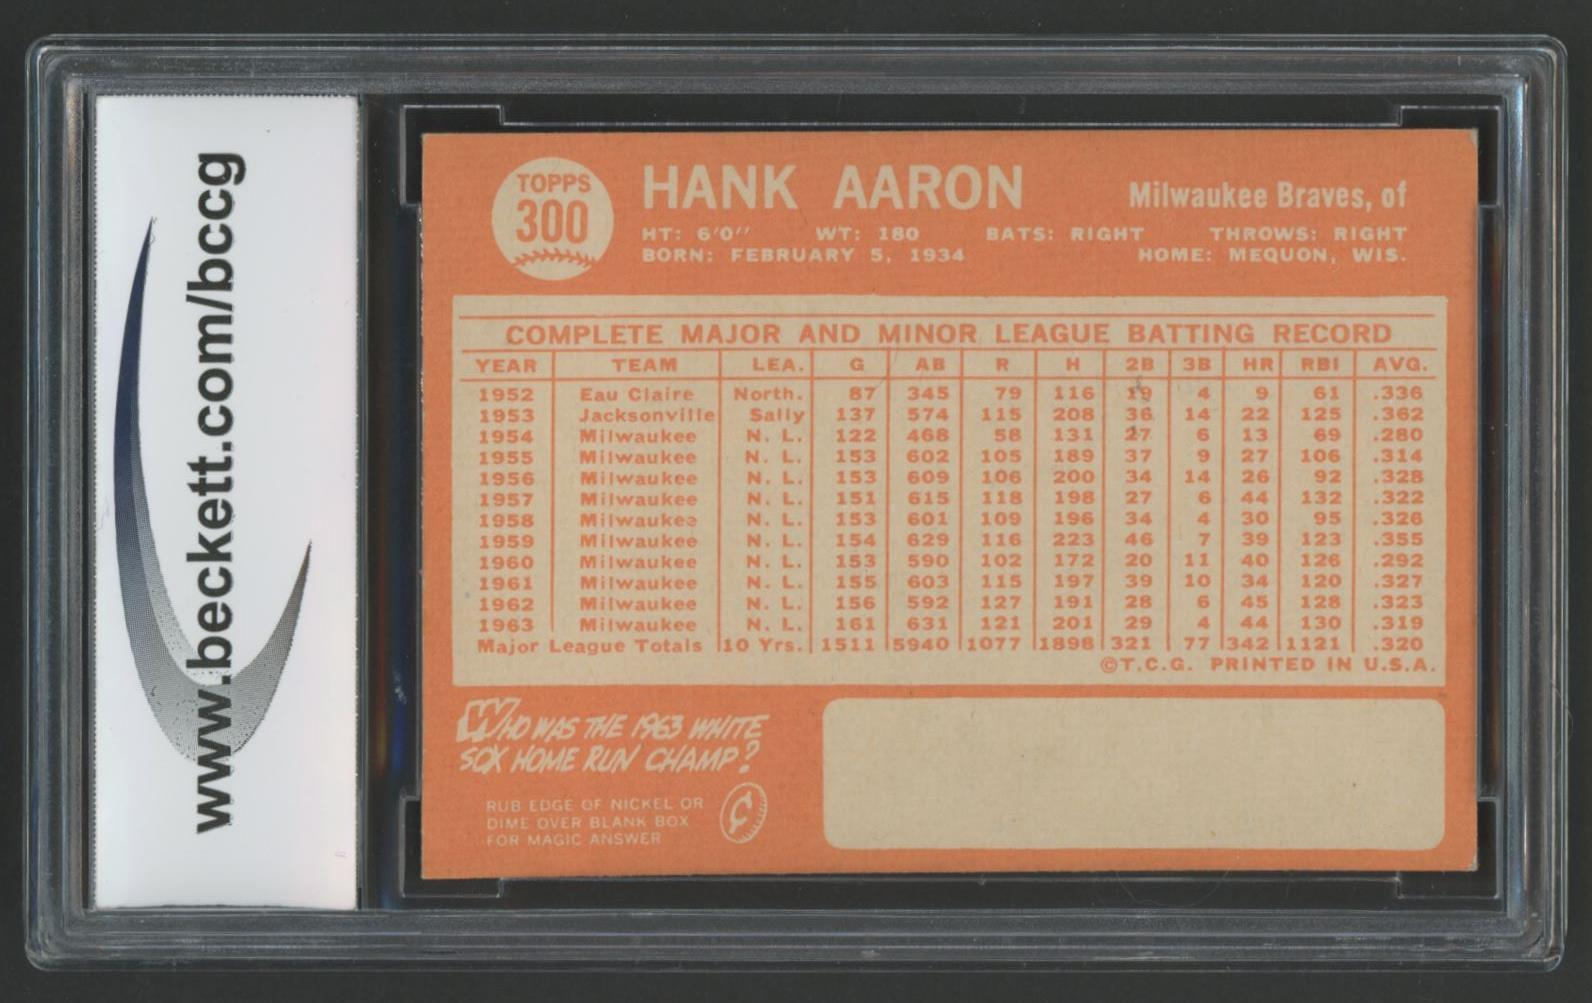 www.beckett.com/bccg
TOPPS
300
HANK AARON
Milwaukee Braves, of
HT: 6'0" WT: 180 BATS: RIGHT THROWS: RIGHT
BORN: FEBRUARY 5, 1934 HOME: MEQUON, WIS.
COMPLETE MAJOR AND MINOR LEAGUE BATTING RECORD
YEAR TEAM LEA. G AB R H 2B 3B HR RBI AVG.
1952 Eau Claire North. 87 345 79 116 19 4 9 61 .336
1953 Jacksonville Sally 137 574 115 208 36 14 22 125 .362
1954 Milwaukee N. L. 122 468 58 131 27 6 13 69 .280
1955 Milwaukee N. L. 153 602 105 189 37 9 27 106 .314
1956 Milwaukee N. L. 153 609 106 200 34 14 26 92 .328
1957 Milwaukee N. L. 151 615 118 198 27 6 44 132 .322
1958 Milwaukee N. L. 153 601 109 196 34 4 30 95 .326
1959 Milwaukee N. L. 154 629 116 223 46 7 39 123 .355
1960 Milwaukee N. L. 153 590 102 172 20 11 40 126 .292
1961 Milwaukee N. L. 155 603 115 197 39 10 34 120 .327
1962 Milwaukee N. L. 156 592 127 191 28 6 45 128 .323
1963 Milwaukee N. L. 161 631 121 201 29 4 44 130 .319
Major League Totals 10 Yrs. 1511 5940 1077 1898 321 77 342 1121 .320
©T.C.G. PRINTED IN U.S.A.
WHO WAS THE 1963 WHITE
SOX HOME RUN CHAMP?
RUB EDGE OF NICKEL OR
DIME OVER BLANK BOX
FOR MAGIC ANSWER
¢